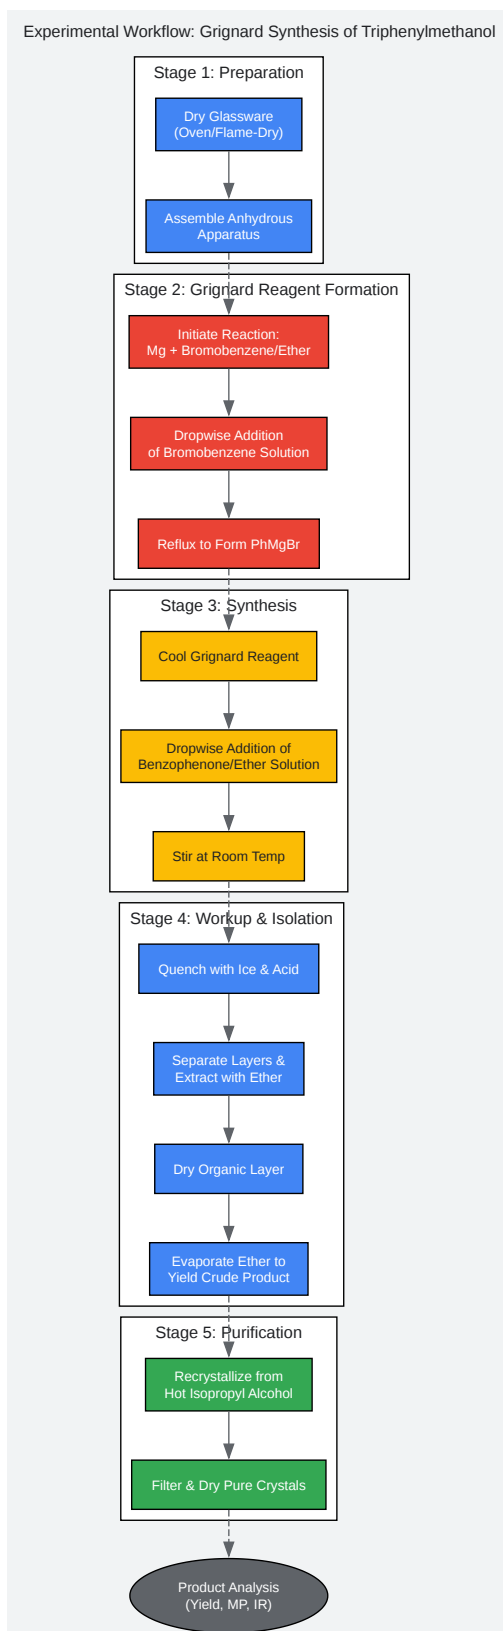 Experimental Workflow: Grignard Synthesis of Triphenylmethanol
Stage 1: Preparation
Dry Glassware
(Oven/Flame-Dry)
Assemble Anhydrous
Apparatus
Stage 2: Grignard Reagent Formation
Initiate Reaction:
Mg + Bromobenzene/Ether
Dropwise Addition
of Bromobenzene Solution
Reflux to Form PhMgBr
Stage 3: Synthesis
Cool Grignard Reagent
Dropwise Addition of
Benzophenone/Ether Solution
Stir at Room Temp
Stage 4: Workup & Isolation
Quench with Ice & Acid
Separate Layers &
Extract with Ether
Dry Organic Layer
Evaporate Ether to
Yield Crude Product
Stage 5: Purification
Recrystallize from
Hot Isopropyl Alcohol
Filter & Dry Pure Crystals
Product Analysis
(Yield, MP, IR)